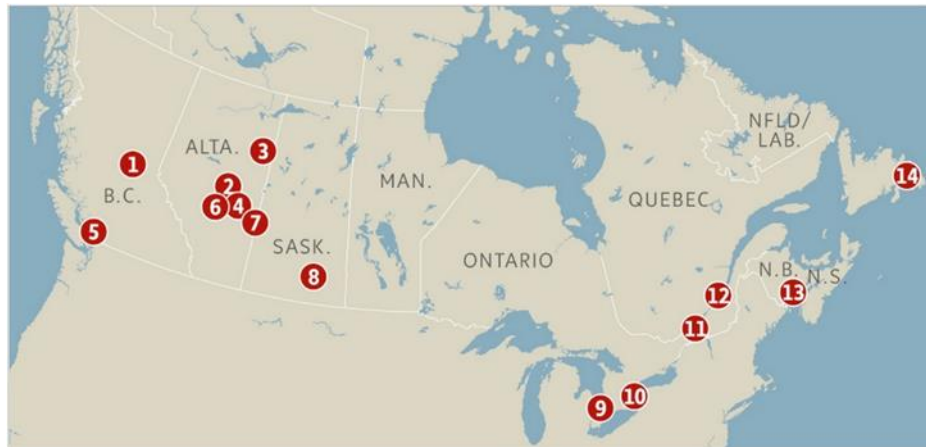 NFLD/
LAB.
ALTA.
3
1
14
2
MAN.
B.C.
6
4
QUEBEC
7
5
SASK.
ONTARIO
8
N.B.
N.S.
13
12
11
10
9